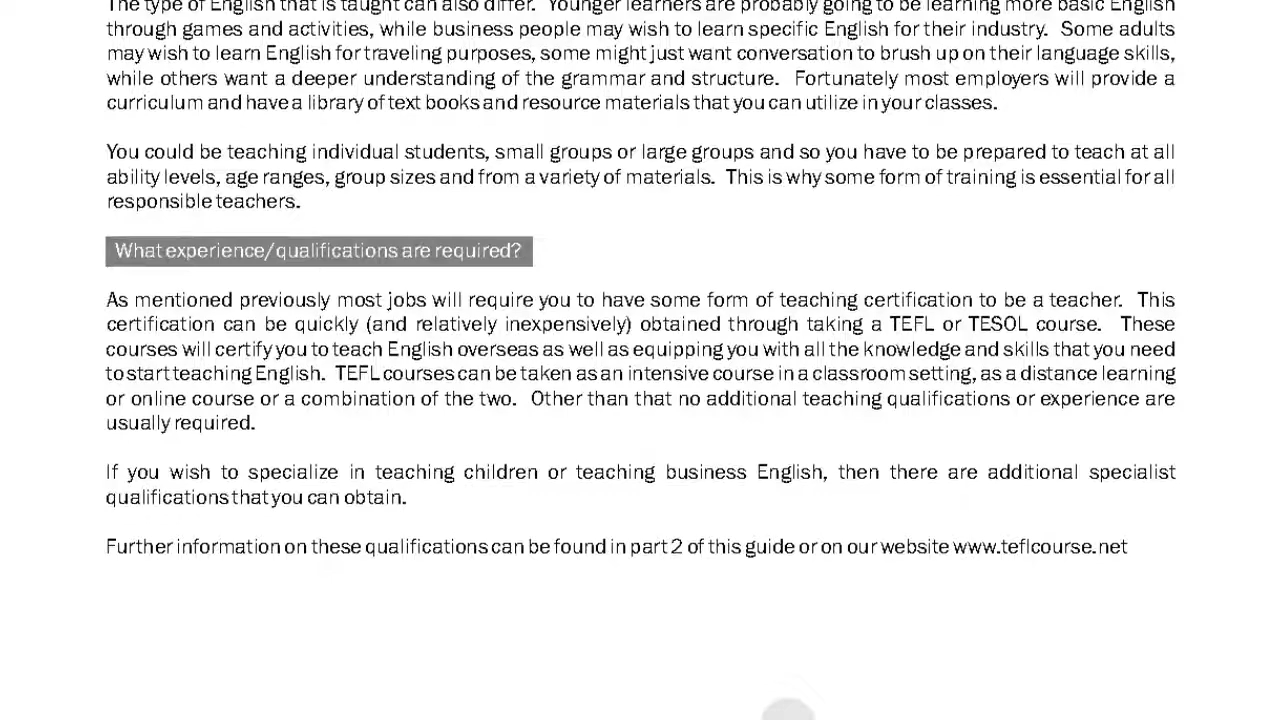 The type of English that is taught can also differ. Younger learners are probably going to be learning more basic English
through games and activities, while business people may wish to learn specific English for their industry. Some adults
may wish to learn English for traveling purposes, some might just want conversation to brush up on their language skills,
while others want a deeper understanding of the grammar and structure. Fortunately most employers will provide a
curriculum and have a library of text books and resource materials that you can utilize in your classes.
You could be teaching individual students, small groups or large groups and so you have to be prepared to teach at all
ability levels, age ranges, group sizes and from a variety of materials. This is why some form of training is essential for all
responsible teachers.
What experience/qualifications are required?
As mentioned previously most jobs will require you to have some form of teaching certification to be a teacher. This
certification can be quickly (and relatively inexpensively) obtained through taking a TEFL or TESOL course. These
courses will certify you to teach English overseas as well as equipping you with all the knowledge and skills that you need
to start teaching English. TEFL courses can be taken as an intensive course in a classroom setting, as a distance learning
or online course or a combination of the two. Other than that no additional teaching qualifications or experience are
usually required.
If you wish to specialize in teaching children or teaching business English, then there are additional specialist
qualifications that you can obtain.
Further information on these qualifications can be found in part 2 of this guide or on our website www.teflcourse.net